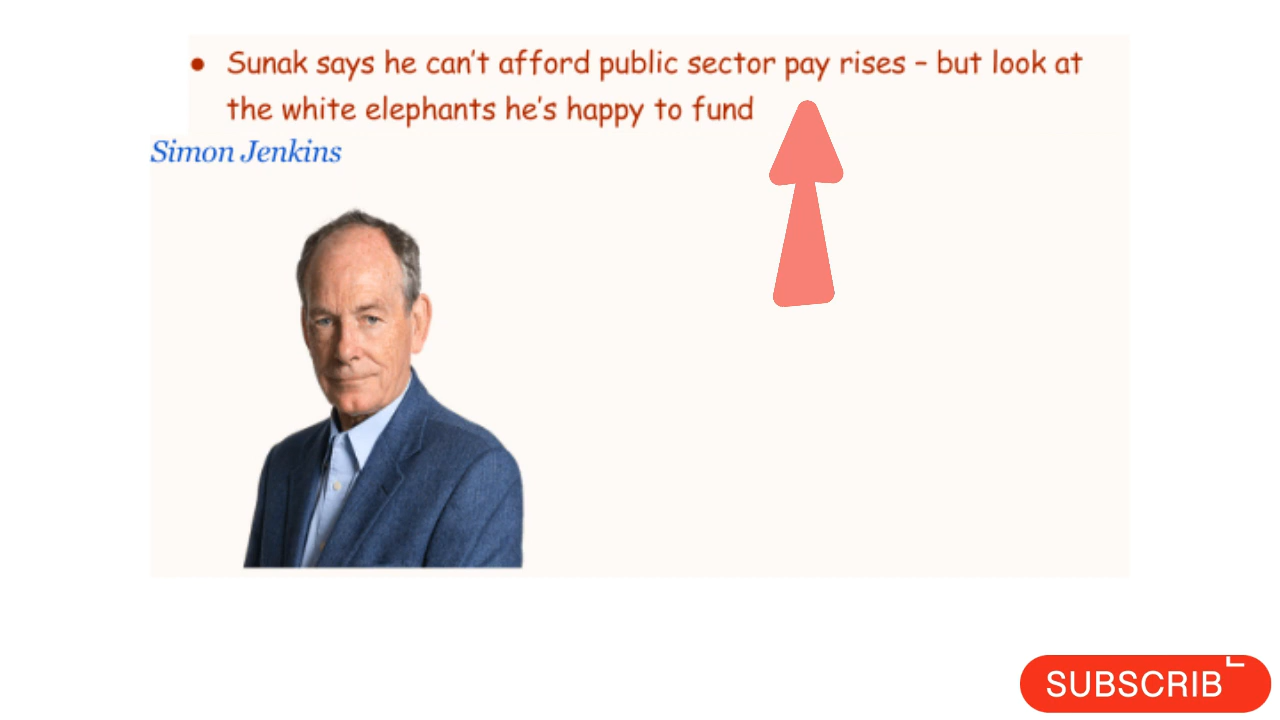 • Sunak says he can't afford public sector pay rises – but look at
the white elephants he's happy to fund
Simon Jenkins
SUBSCRIB